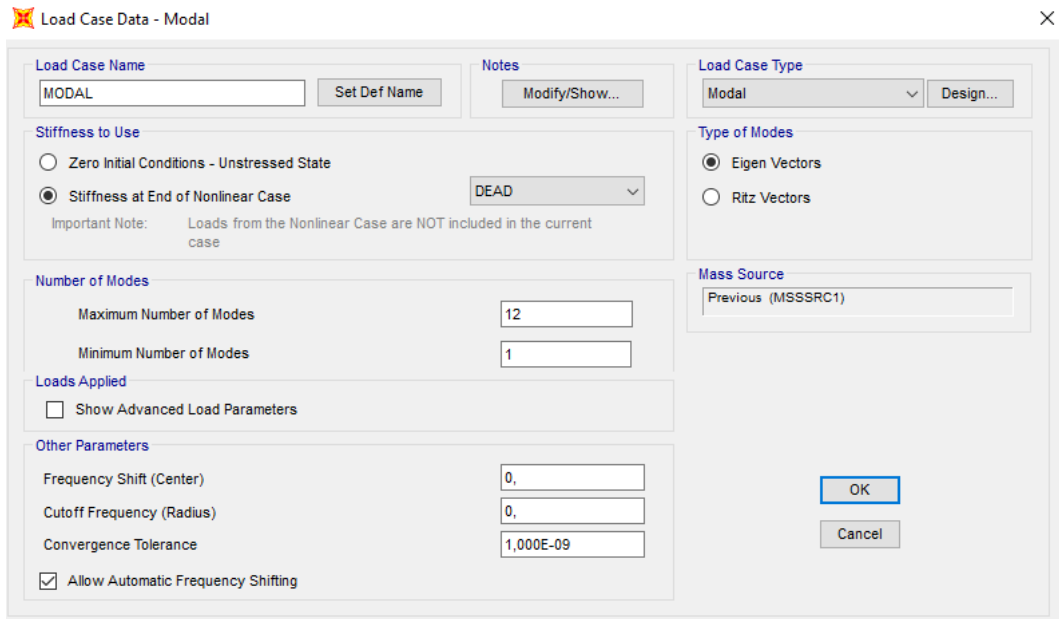 Load Case Data - Modal
Load Case Name
MODAL
Set Def Name
Notes
Modify/Show...
Load Case Type
Modal
Design...
Stiffness to Use
Zero Initial Conditions - Unstressed State
Stiffness at End of Nonlinear Case
DEAD
Important Note: Loads from the Nonlinear Case are NOT included in the current
case
Type of Modes
Eigen Vectors
Ritz Vectors
Number of Modes
Maximum Number of Modes
12
Minimum Number of Modes
1
Mass Source
Previous (MSSSRC1)
Loads Applied
Show Advanced Load Parameters
Other Parameters
Frequency Shift (Center)
0,
Cutoff Frequency (Radius)
0,
Convergence Tolerance
1,000E-09
Allow Automatic Frequency Shifting
OK
Cancel